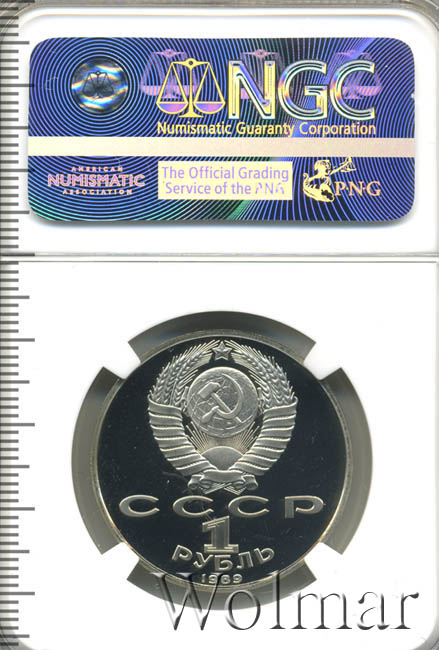 NGC
Numismatic Guaranty Corporation
AMERICAN
NUMISMATIC
ASSOCIATION
The Official Grading
Service of the PNG
PNG
СССР
1
РУБЛЬ
1989
Wolmar